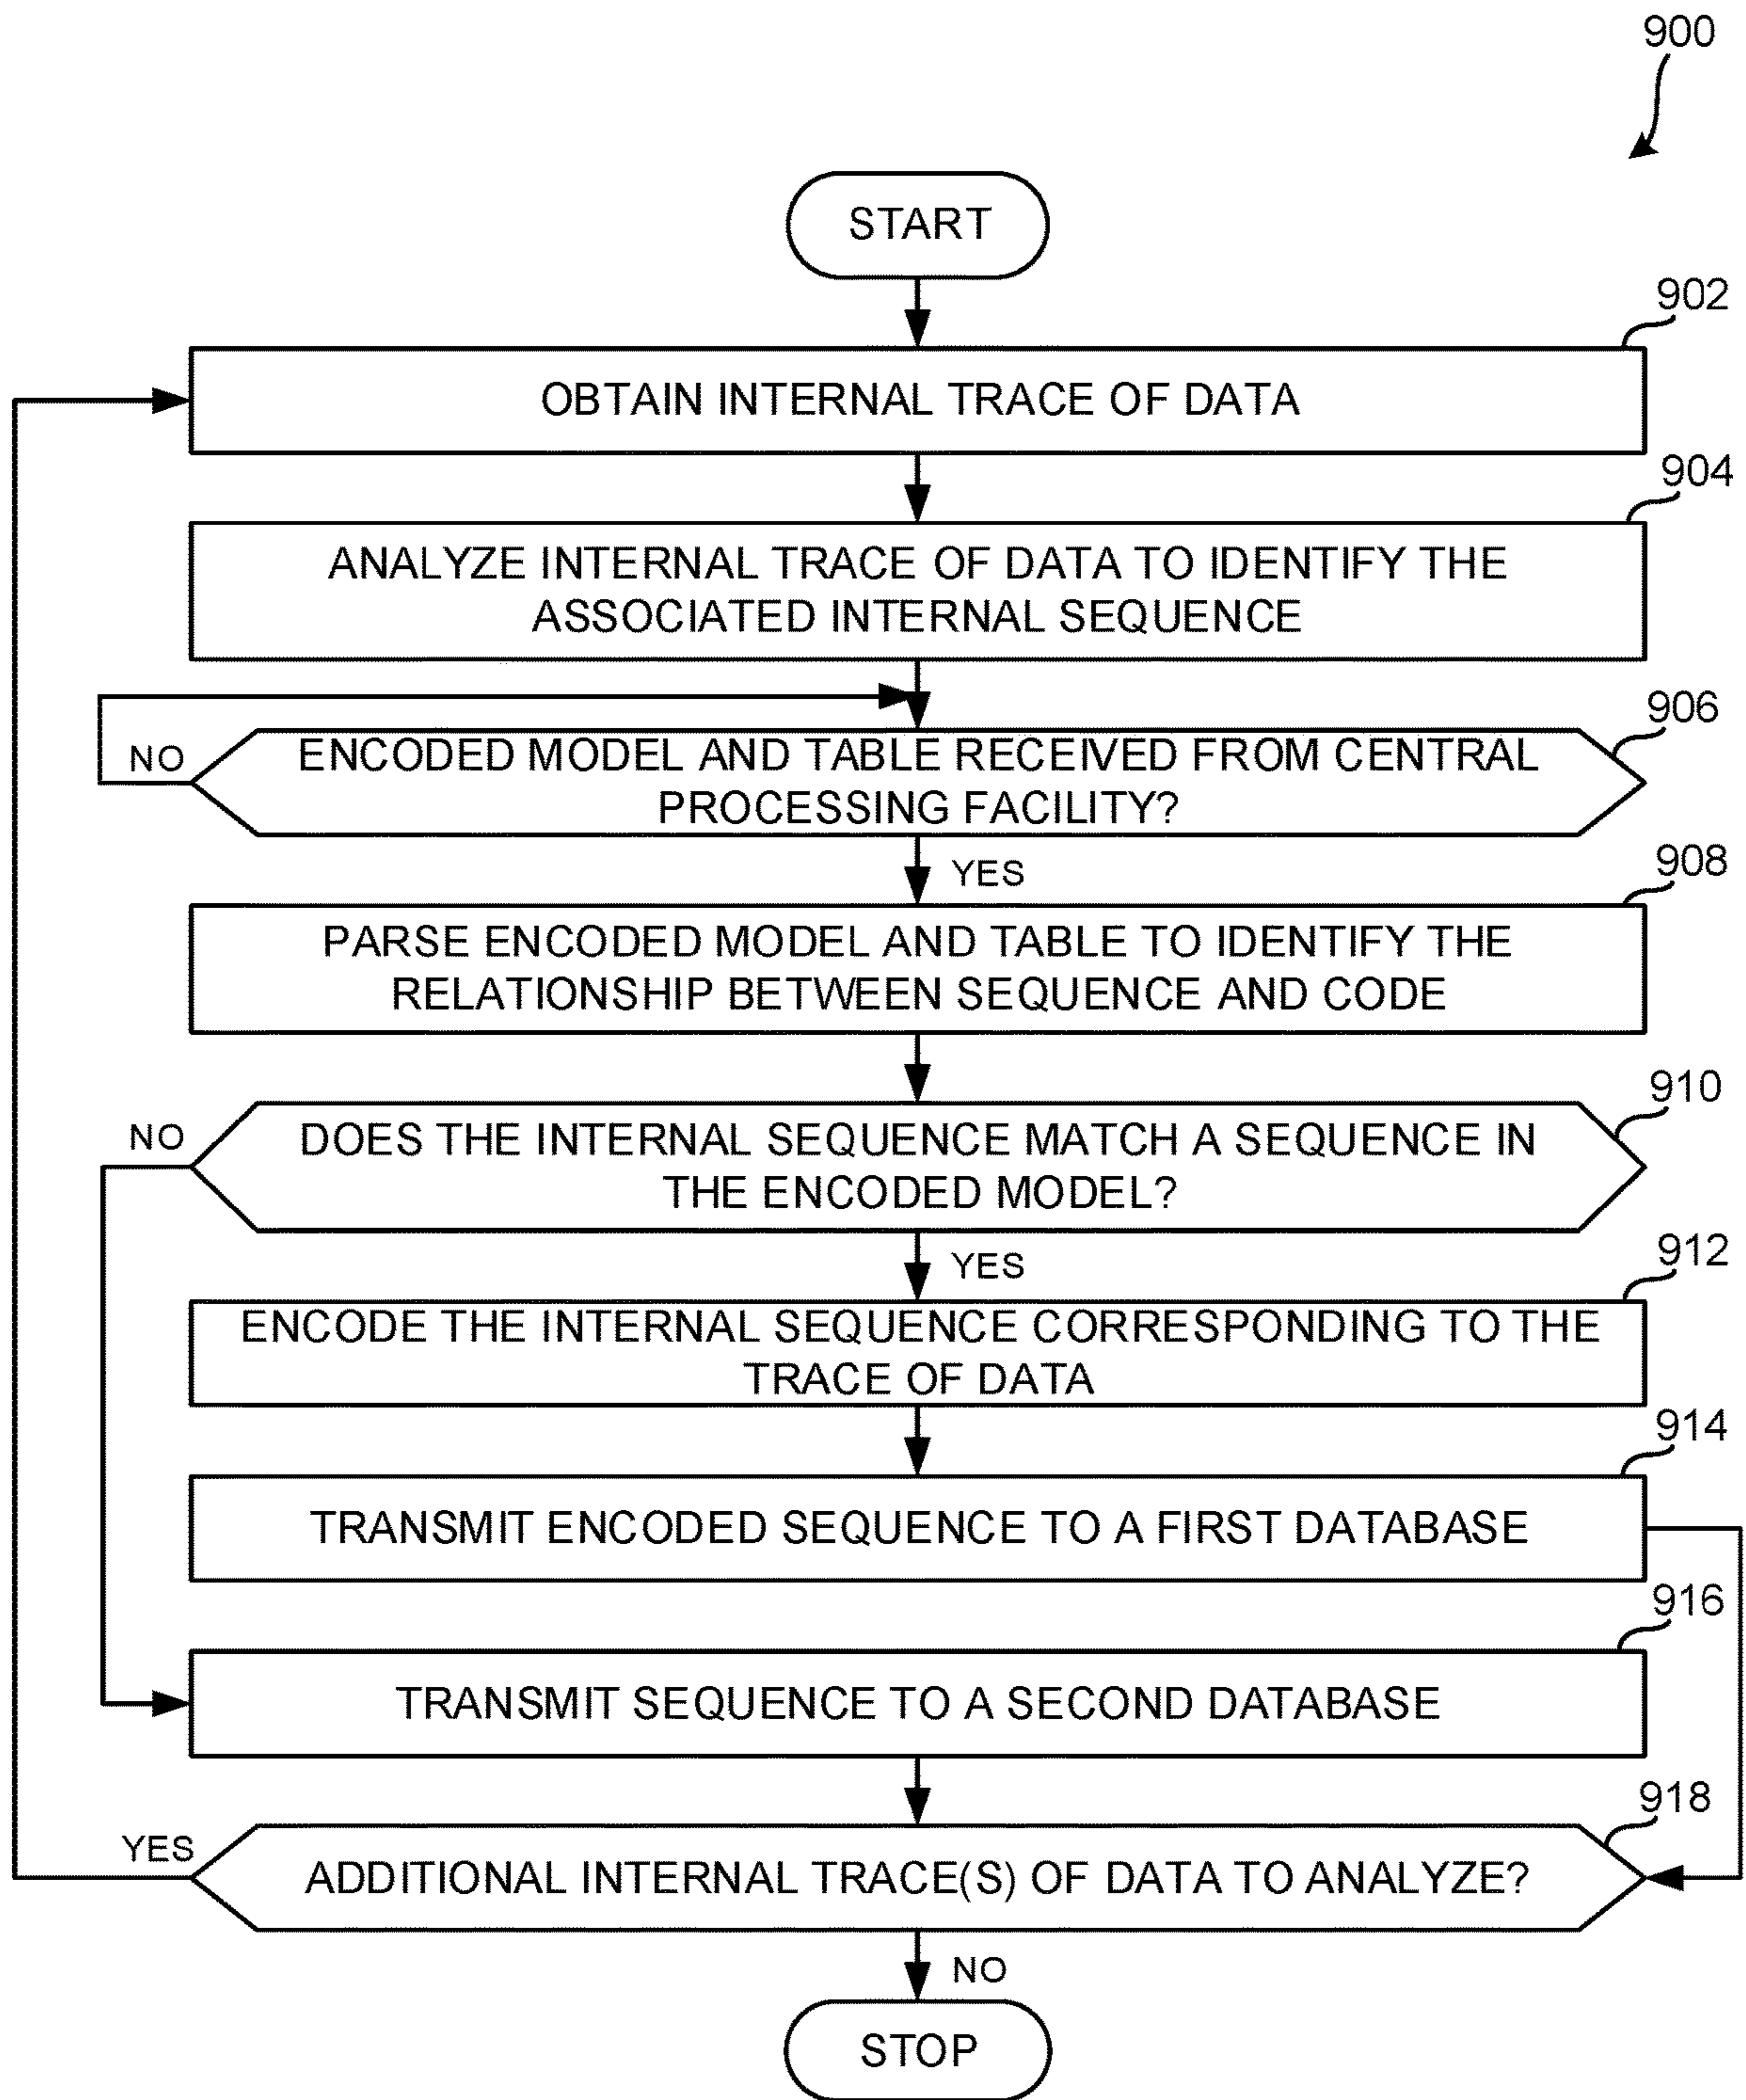 900
START
902
OBTAIN INTERNAL TRACE OF DATA
904
ANALYZE INTERNAL TRACE OF DATA TO IDENTIFY THE
ASSOCIATED INTERNAL SEQUENCE
906
NO
ENCODED MODEL AND TABLE RECEIVED FROM CENTRAL
PROCESSING FACILITY?
YES
908
PARSE ENCODED MODEL AND TABLE TO IDENTIFY THE
RELATIONSHIP BETWEEN SEQUENCE AND CODE
910
NO
DOES THE INTERNAL SEQUENCE MATCH A SEQUENCE IN
THE ENCODED MODEL?
YES
912
ENCODE THE INTERNAL SEQUENCE CORRESPONDING TO THE
TRACE OF DATA
914
TRANSMIT ENCODED SEQUENCE TO A FIRST DATABASE
916
TRANSMIT SEQUENCE TO A SECOND DATABASE
918
YES
ADDITIONAL INTERNAL TRACE(S) OF DATA TO ANALYZE?
NO
STOP